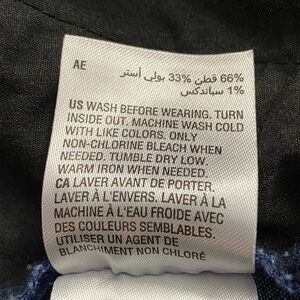 AE
66% قطن 33% بولي أستر
1% سباندكس
US WASH BEFORE WEARING. TURN
INSIDE OUT. MACHINE WASH COLD
WITH LIKE COLORS. ONLY
NON-CHLORINE BLEACH WHEN
NEEDED. TUMBLE DRY LOW.
WARM IRON WHEN NEEDED.
CA LAVER AVANT DE PORTER.
LAVER À L'ENVERS. LAVER À LA
MACHINE À L'EAU FROIDE AVEC
DES COULEURS SEMBLABLES.
UTILISER UN AGENT DE
BLANCHIMENT NON CHLORÉ